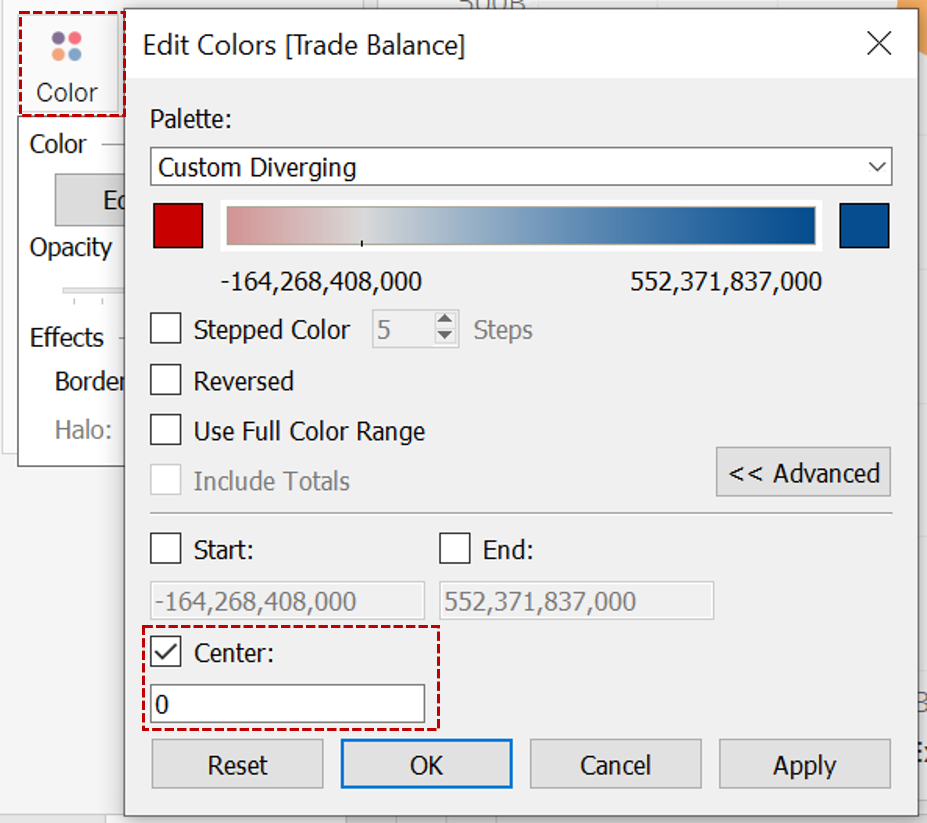 500B
Edit Colors [Trade Balance]
Color
Palette:
Color
Custom Diverging
Opacity
-164,268,408,000 552,371,837,000
Effects
Stepped Color 5 Steps
Border
Reversed
Halo:
Use Full Color Range
Include Totals
<< Advanced
Start: End:
-164,268,408,000 552,371,837,000
Center:
0
Reset OK Cancel Apply